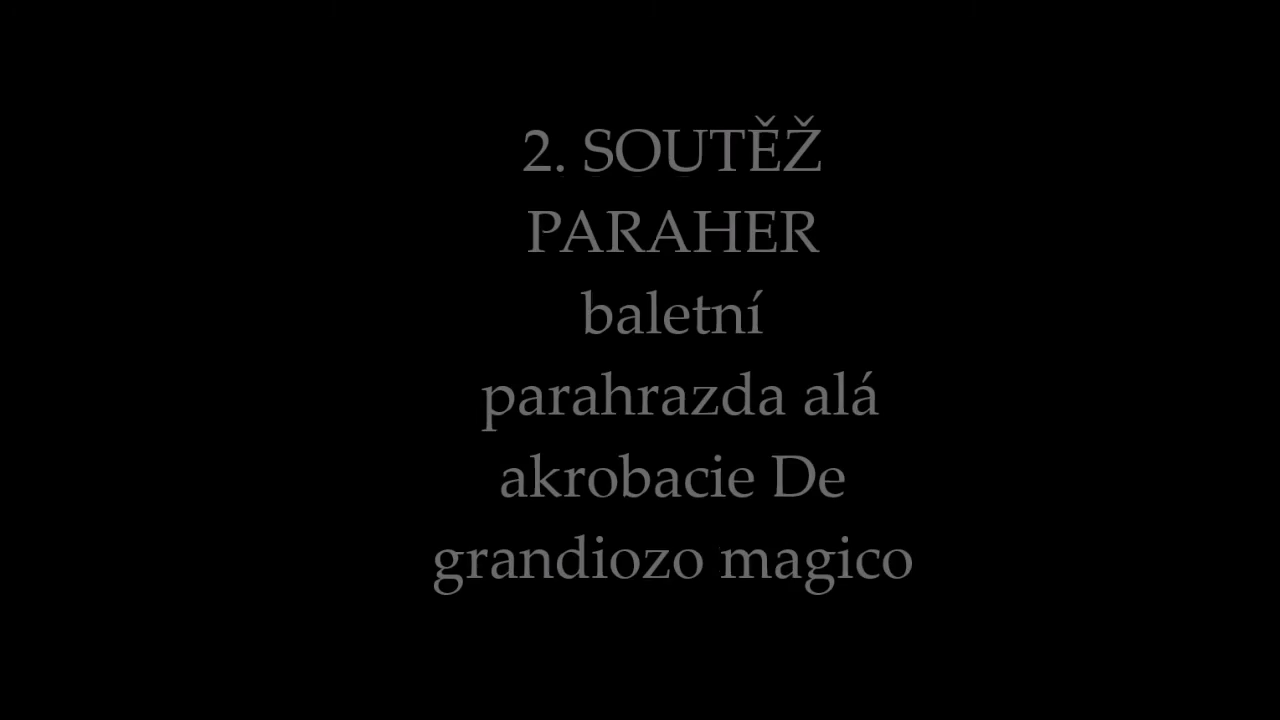 2. SOUTĚŽ
PARAHER
baletní
parahrazda alá
akrobacie De
grandiozo magico